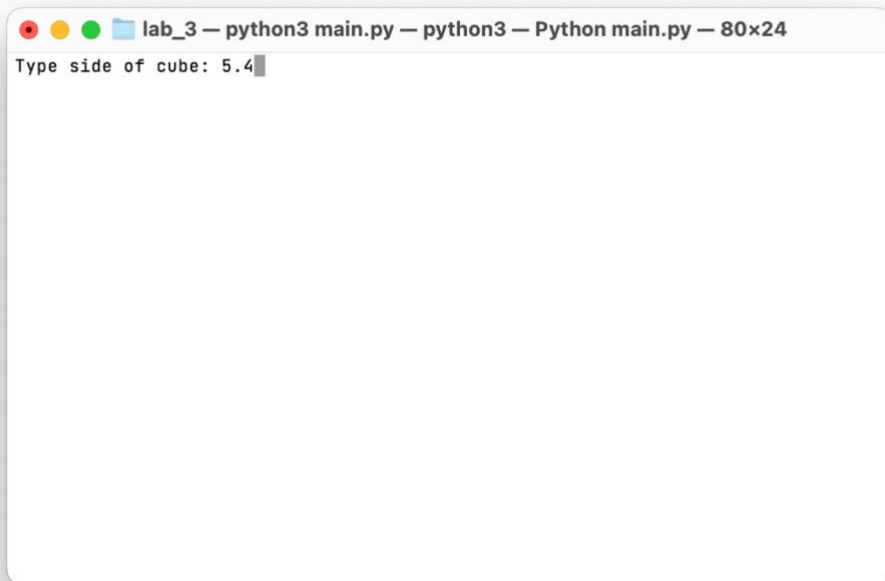 lab_3 — python3 main.py — python3 — Python main.py — 80×24
Type side of cube: 5.4